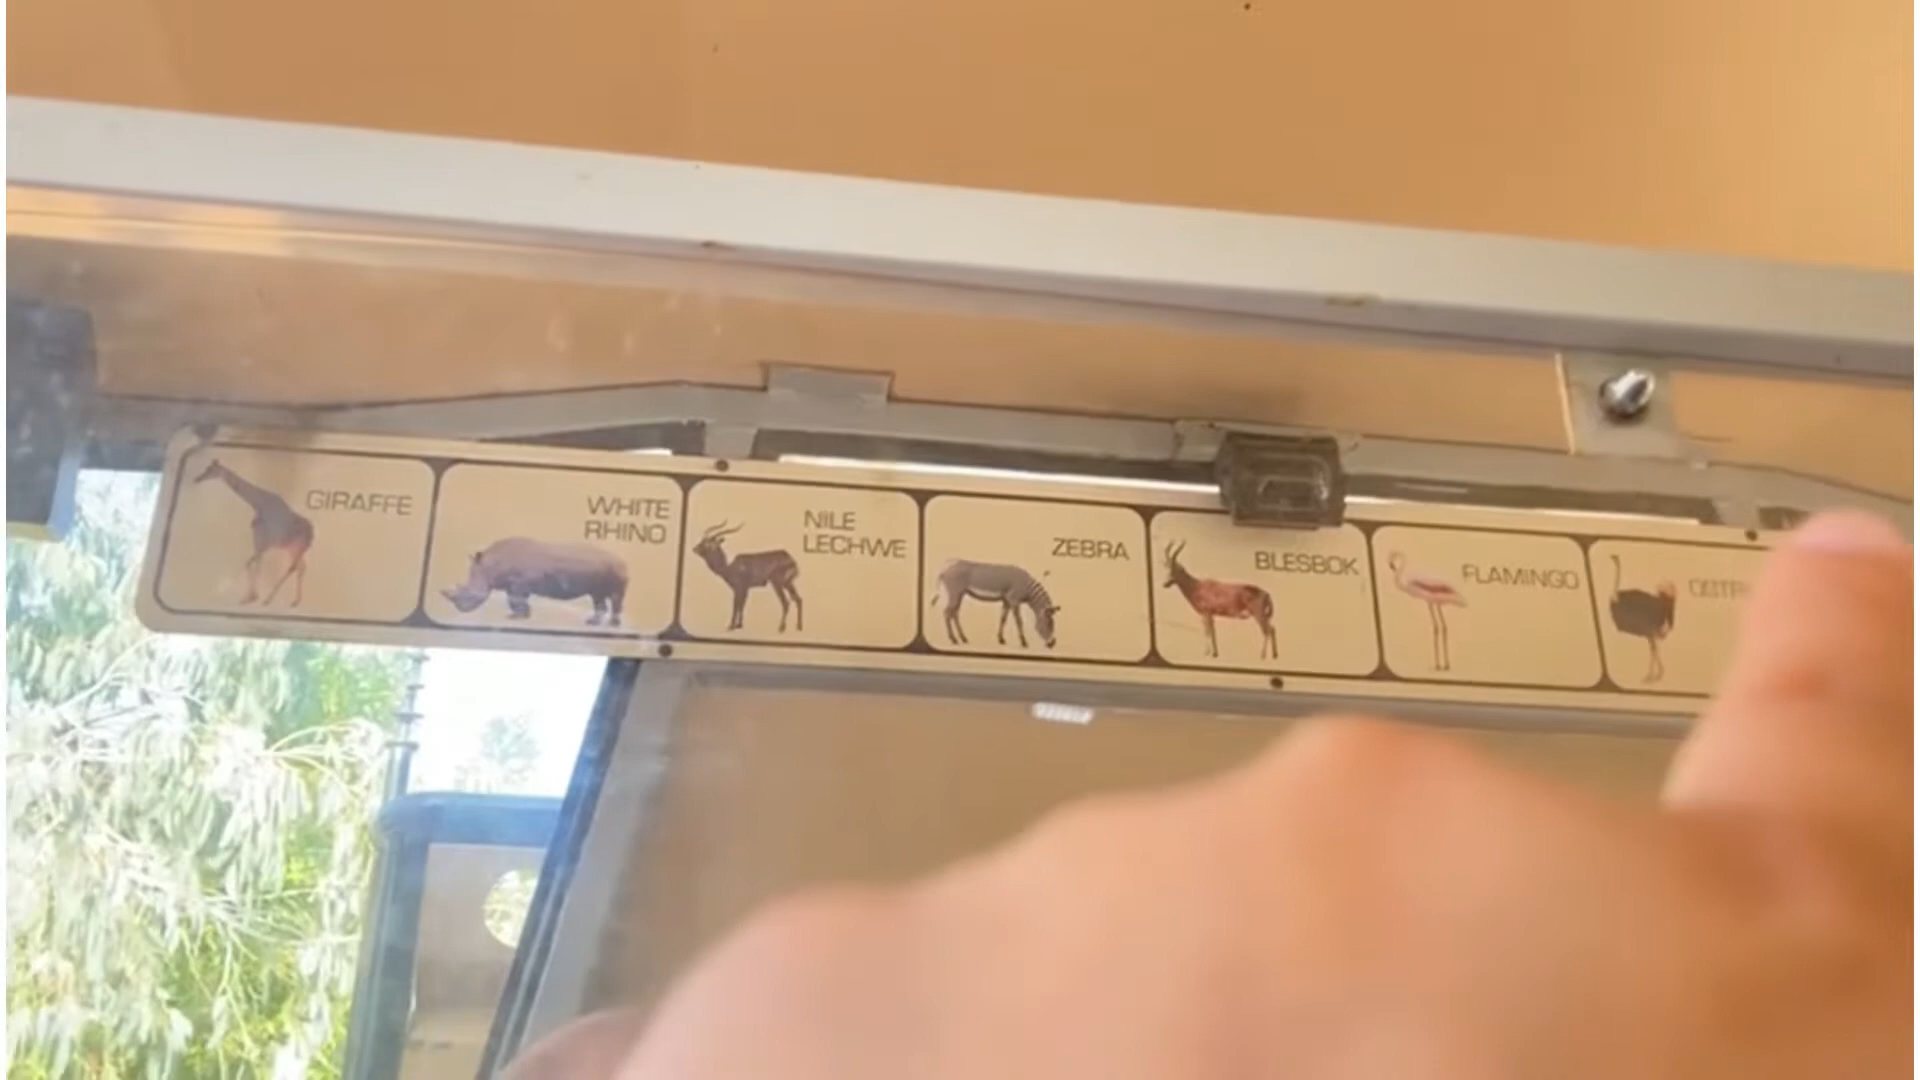 GIRAFFE
WHITE
RHINO
NILE
LECHWE
ZEBRA
BLESBOK
FLAMINGO